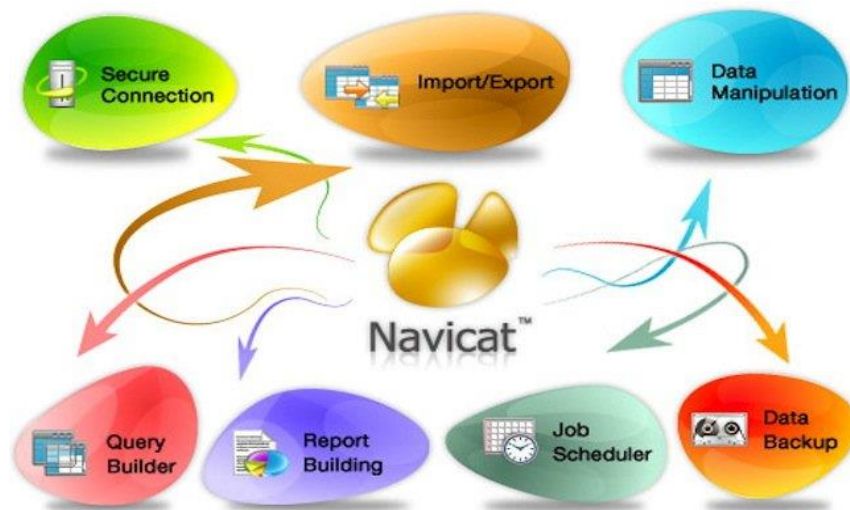 Secure
Connection
Import/Export
Data
Manipulation
Navicat™
Query
Builder
Report
Building
Job
Scheduler
Data
Backup